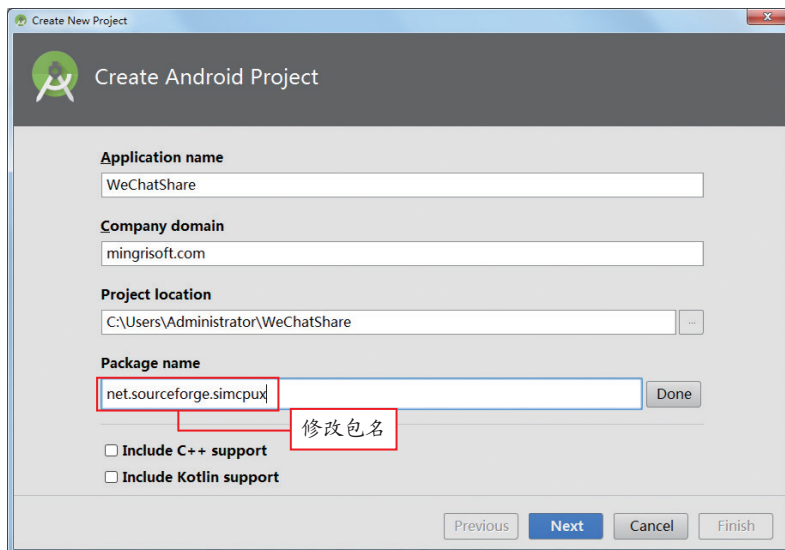 Create New Project
Create Android Project
Application name
WeChatShare
Company domain
mingrisoft.com
Project location
C:\Users\Administrator\WeChatShare
...
Package name
net.sourceforge.simcpux
Done
修改包名
Include C++ support
Include Kotlin support
Previous Next Cancel Finish